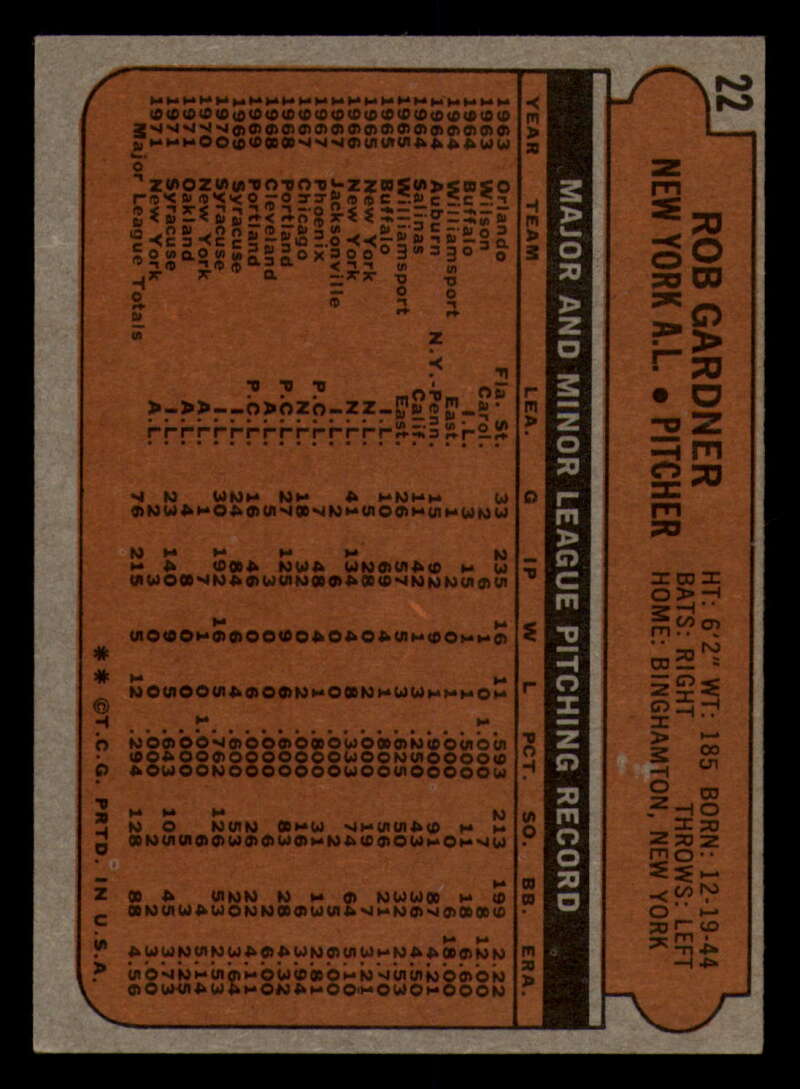 22
ROB GARDNER
NEW YORK A.L. • PITCHER
HT: 6'2" WT: 185 BORN: 12-19-44
BATS: RIGHT THROWS: LEFT
HOME: BINGHAMTON, NEW YORK
MAJOR AND MINOR LEAGUE PITCHING RECORD
YEAR TEAM LEA. G IP W L PCT. SO. BB. ERA.
1963 Orlando Fla. St. 33 235 16 11 .593 213 199 2.22
1963 Wilson Carol. 2 6 1 0 1.000 7 8 12.00
1964 Buffalo I.L. 3 15 1 1 .500 11 18 6.60
1964 Williamsport East. 1 2 0 1 .000 0 6 18.00
1964 Auburn N.Y.-Penn. 15 92 9 1 .900 91 87 4.21
1964 Salinas Calif. 11 42 1 3 .250 43 36 4.50
1965 Williamsport East. 26 57 5 3 .625 50 32 2.53
1965 Buffalo I.L. 10 69 4 1 .800 56 21 1.70
1965 New York N.L. 5 28 0 2 .000 19 7 3.21
1966 New York N.L. 41 134 4 8 .333 74 64 5.10
1967 Jacksonville I.L. 2 6 0 0 .000 2 5 6.00
1967 Phoenix P.C.L. 7 48 4 1 .800 31 13 2.81
1967 Chicago N.L. 18 32 0 2 .000 16 6 3.94
1968 Portland P.C.L. 27 125 9 6 .600 83 28 4.32
1968 Cleveland A.L. 5 3 0 0 .000 6 2 6.00
1969 Portland P.C.L. 16 46 0 6 .000 26 22 4.11
1969 Syracuse I.L. 24 84 6 4 .600 53 20 3.64
1970 Syracuse I.L. 30 192 16 5 .762 126 53 2.53
1970 New York A.L. 1 7 1 0 1.000 6 4 5.14
1971 Oakland A.L. 4 8 0 0 .000 5 3 2.25
1971 Syracuse I.L. 23 140 9 5 .643 105 45 3.73
1971 New York A.L. 2 3 0 0 .000 2 2 3.00
Major League Totals 76 215 5 12 .294 128 88 4.56
** ©T.C.G. PRTD. IN U.S.A.